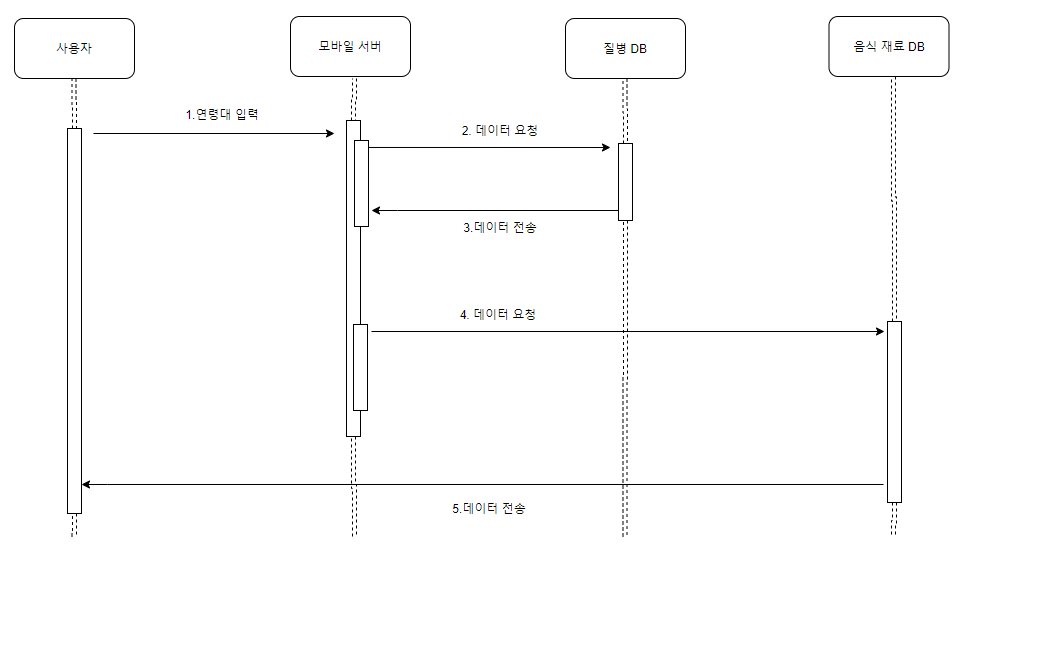 사용자
모바일 서버
질병 DB
음식 재료 DB
1.연령대 입력
2. 데이터 요청
3.데이터 전송
4. 데이터 요청
5.데이터 전송